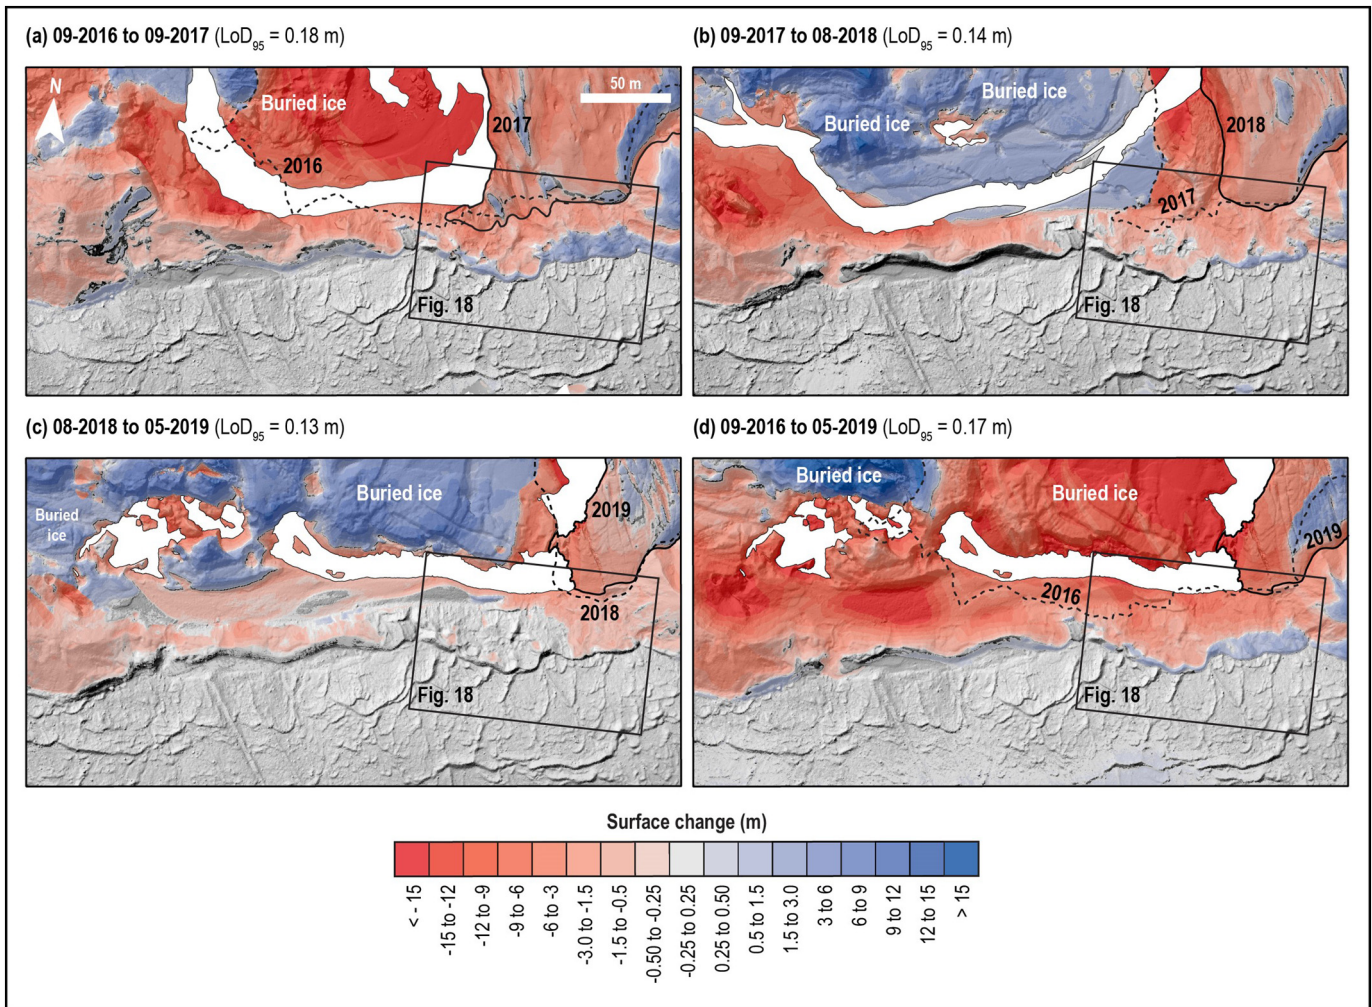 (a) 09-2016 to 09-2017 (LoD95 = 0.18 m)
N
Buried ice
50 m
2017
2016
Fig. 18
(b) 09-2017 to 08-2018 (LoD95 = 0.14 m)
Buried ice
Buried ice
2018
2017
Fig. 18
(c) 08-2018 to 05-2019 (LoD95 = 0.13 m)
Buried ice
Buried
ice
2019
2018
Fig. 18
(d) 09-2016 to 05-2019 (LoD95 = 0.17 m)
Buried ice
Buried ice
2019
2016
Fig. 18
Surface change (m)
< - 15
-15 to -12
-12 to -9
-9 to -6
-6 to -3
-3.0 to -1.5
-1.5 to -0.5
-0.50 to -0.25
-0.25 to 0.25
0.25 to 0.50
0.5 to 1.5
1.5 to 3.0
3 to 6
6 to 9
9 to 12
12 to 15
> 15